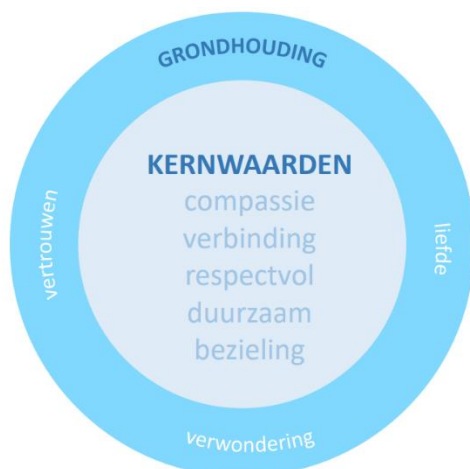 GRONDHOUDING
KERNWAARDEN
compassie
verbinding
respectvol
duurzaam
bezieling
vertrouwen
liefde
verwondering